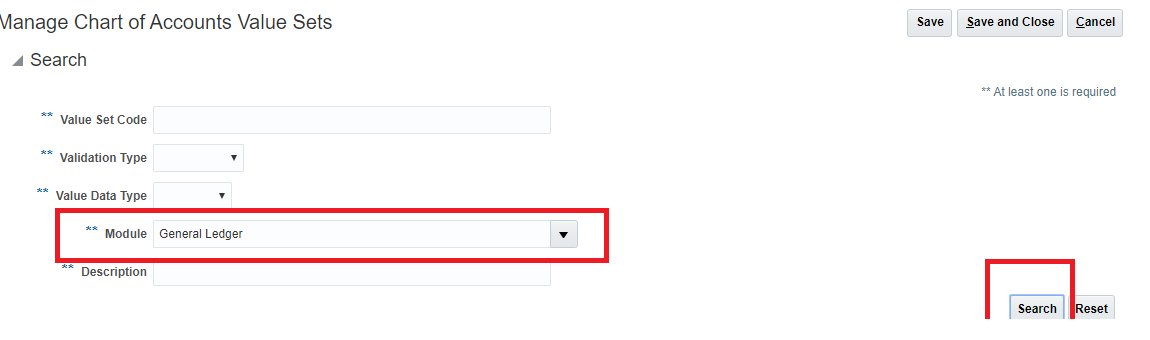 Manage Chart of Accounts Value Sets
Save Save and Close Cancel
Search
** At least one is required
** Value Set Code
** Validation Type
** Value Data Type
** Module General Ledger
** Description
Search Reset